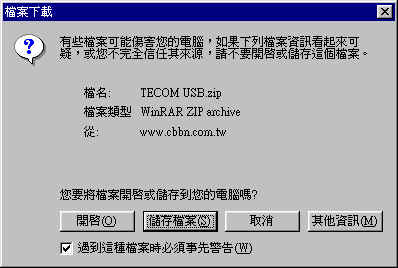 檔案下載
有些檔案可能傷害您的電腦，如果下列檔案資訊看起來可
疑，或您不完全信任其來源，請不要開啓或儲存這個檔案。
檔名: TECOM USB.zip
檔案類型 WinRAR ZIP archive
從: www.cbbn.com.tw
您要將檔案開啓或儲存到您的電腦嗎?
開啓(O) 儲存檔案(S) 取消 其他資訊(M)
遇到這種檔案時必須事先警告(W)